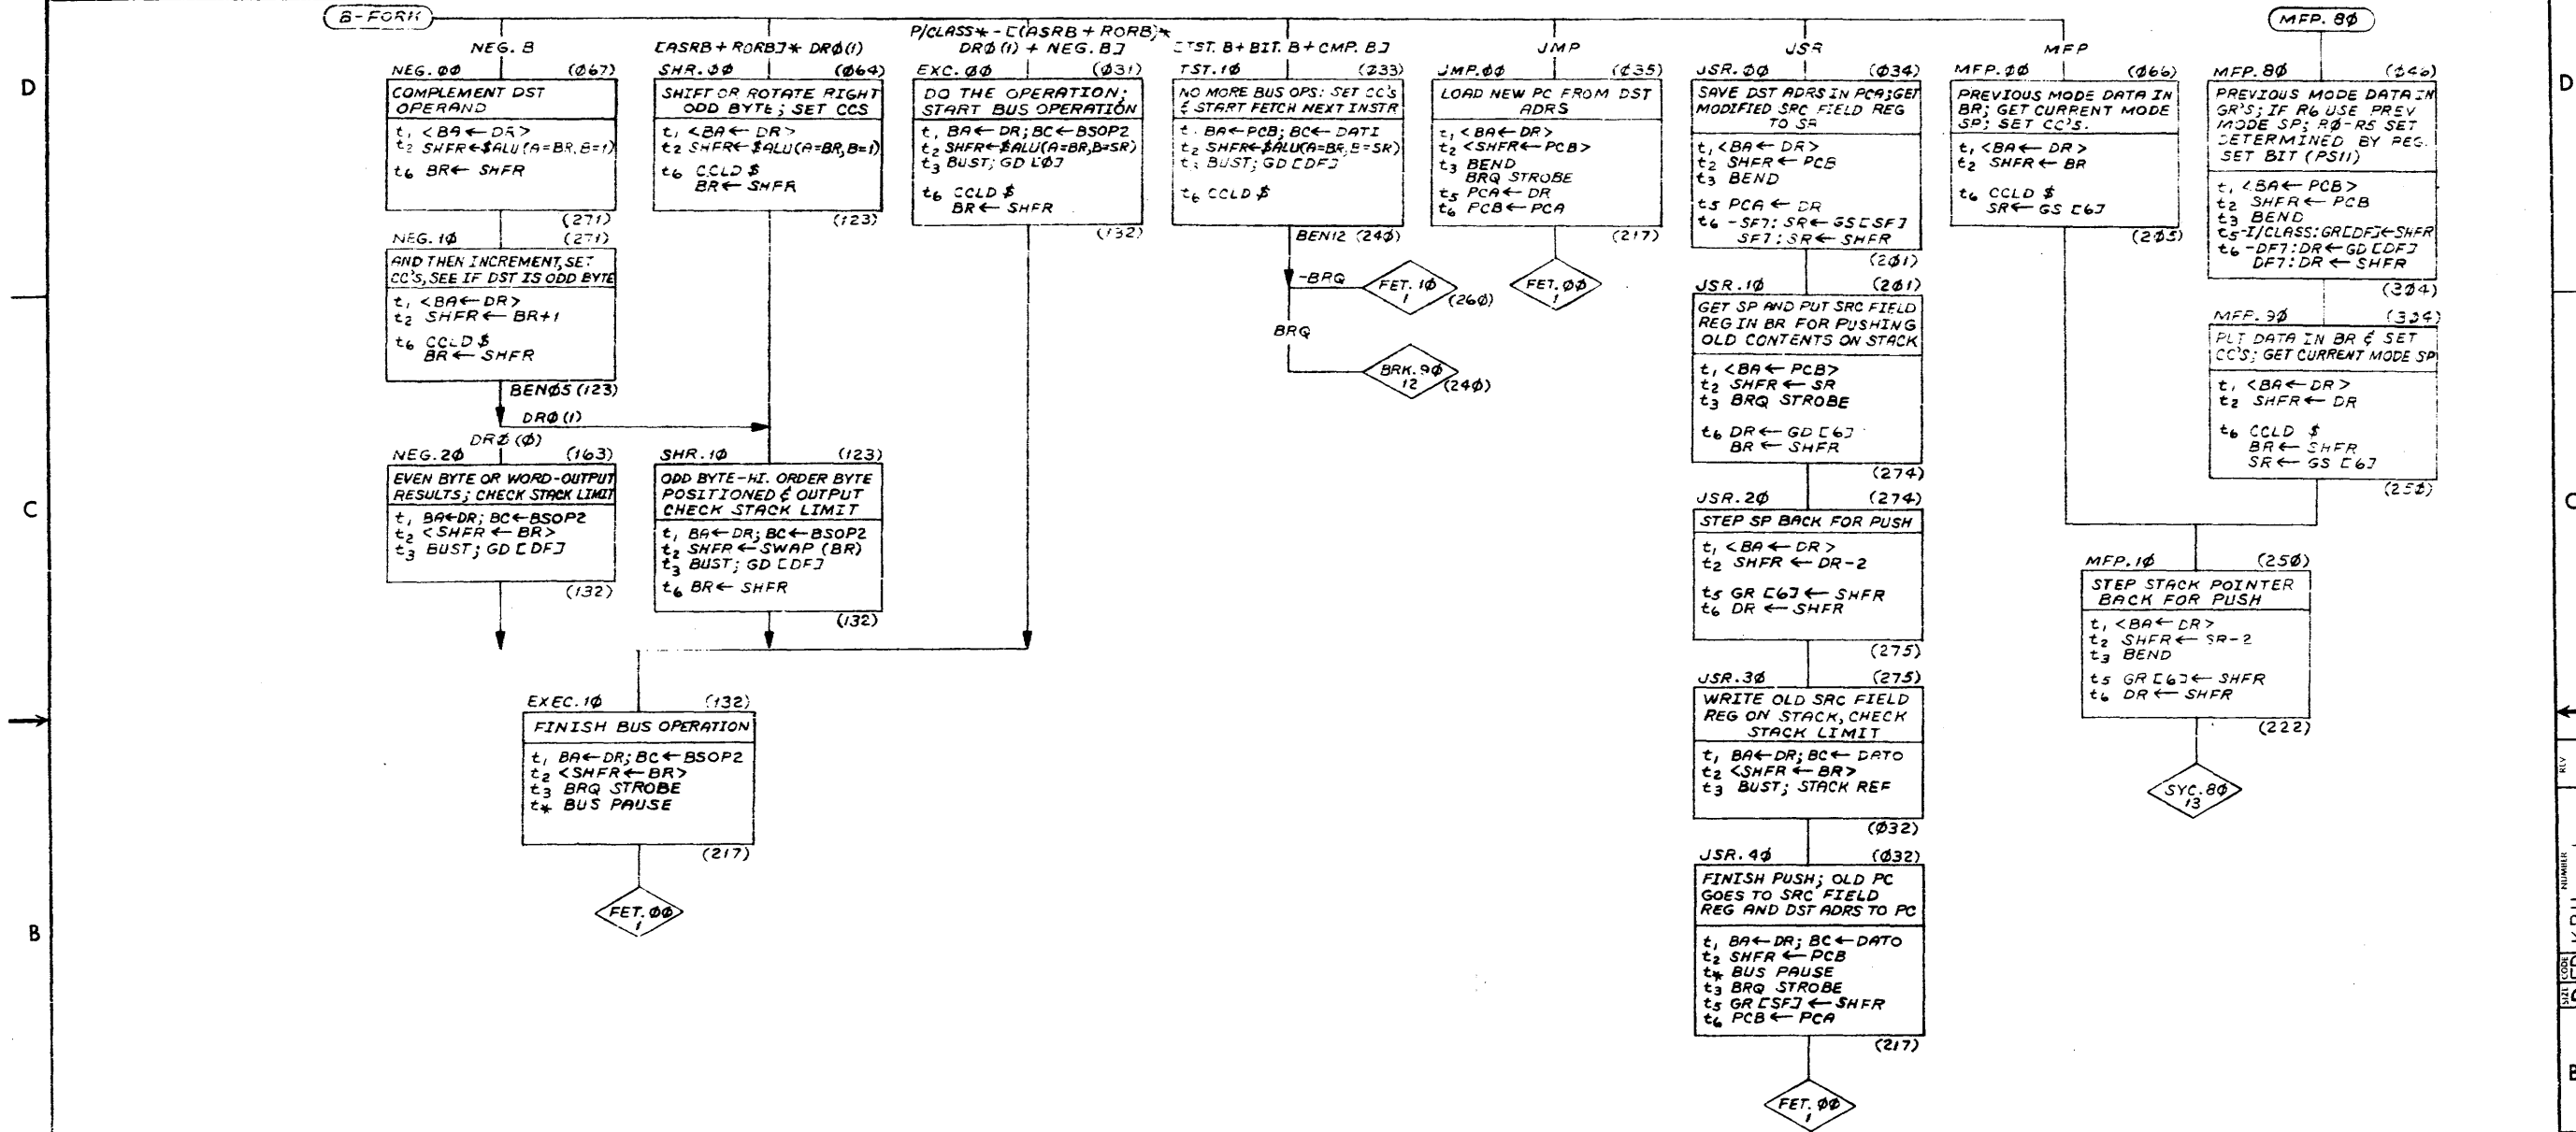 B-FORK
NEG. B
[ASRB + RORB]* DRØ(1)
P/CLASS* -[(ASRB + RORB)*
DRØ(1) + NEG. B]
[TST. B + BIT. B + CMP. B]
JMP
JSR
MFP
MFP. 8Ø
NEG. ØØ (Ø67)
COMPLEMENT DST
OPERAND
t₁ <BA ← DR>
t₂ SHFR←$ALU(A=BR, B=1)
t₆ BR ← SHFR
(271)
NEG. 1Ø (271)
AND THEN INCREMENT, SET
CC'S, SEE IF DST IS ODD BYTE
t₁ <BA ← DR>
t₂ SHFR ← BR+1
t₆ CCLD $
BR ← SHFR
BENØ5 (123)
DRØ (1)
DRØ (Ø)
NEG. 2Ø (163)
EVEN BYTE OR WORD-OUTPUT
RESULTS; CHECK STACK LIMIT
t₁ BA←DR; BC←BSOP2
t₂ <SHFR ← BR>
t₃ BUST; GD [DF]
(132)
SHR. ØØ (Ø64)
SHIFT OR ROTATE RIGHT
ODD BYTE; SET CCS
t₁ <BA ← DR>
t₂ SHFR←$ALU(A=BR, B=1)
t₆ CCLD $
BR ← SHFR
(123)
SHR. 1Ø (123)
ODD BYTE-HI. ORDER BYTE
POSITIONED & OUTPUT
CHECK STACK LIMIT
t₁ BA←DR; BC←BSOP2
t₂ SHFR←SWAP (BR)
t₃ BUST; GD [DF]
t₆ BR ← SHFR
(132)
EXC. ØØ (Ø31)
DO THE OPERATION;
START BUS OPERATION
t₁ BA←DR; BC←BSOP2
t₂ SHFR←$ALU(A=BR,B=SR)
t₃ BUST; GD [Ø]
t₆ CCLD $
BR ← SHFR
(132)
EXEC. 1Ø (132)
FINISH BUS OPERATION
t₁ BA←DR; BC←BSOP2
t₂ <SHFR←BR>
t₃ BRQ STROBE
t* BUS PAUSE
(217)
FET. ØØ
1
TST. 1Ø (233)
NO MORE BUS OPS: SET CC'S
& START FETCH NEXT INSTR
t₁ BA←PCB; BC← DATI
t₂ SHFR←$ALU(A=BR, B=SR)
t₃ BUST; GD [DF]
t₆ CCLD $
BEN12 (24Ø)
-BRQ
FET. 1Ø
1
(26Ø)
BRQ
BRK. 9Ø
12
(24Ø)
JMP. ØØ (Ø35)
LOAD NEW PC FROM DST
ADRS
t₁ <BA←DR>
t₂ <SHFR←PCB>
t₃ BEND
BRQ STROBE
t₅ PCA ← DR
t₆ PCB←PCA
(217)
FET. ØØ
1
JSR. ØØ (Ø34)
SAVE DST ADRS IN PCA; GET
MODIFIED SRC FIELD REG
TO SR
t₁ <BA← DR>
t₂ SHFR ← PCB
t₃ BEND
t₅ PCA ← DR
t₆ -SF7: SR← GS[SF]
SF7: SR ← SHFR
(2Ø1)
JSR. 1Ø (2Ø1)
GET SP AND PUT SRC FIELD
REG IN BR FOR PUSHING
OLD CONTENTS ON STACK
t₁ <BA ← PCB>
t₂ SHFR ← SR
t₃ BRQ STROBE
t₆ DR← GD [6]
BR ← SHFR
(274)
JSR. 2Ø (274)
STEP SP BACK FOR PUSH
t₁ <BA ← DR>
t₂ SHFR ← DR-2
t₅ GR [6] ← SHFR
t₆ DR ← SHFR
(275)
JSR. 3Ø (275)
WRITE OLD SRC FIELD
REG ON STACK, CHECK
STACK LIMIT
t₁ BA←DR; BC← DATO
t₂ <SHFR ← BR>
t₃ BUST; STACK REF
(Ø32)
JSR. 4Ø (Ø32)
FINISH PUSH; OLD PC
GOES TO SRC FIELD
REG AND DST ADRS TO PC
t₁ BA←DR; BC←DATO
t₂ SHFR ← PCB
t* BUS PAUSE
t₃ BRQ STROBE
t₅ GR [SF] ← SHFR
t₆ PCB ← PCA
(217)
FET. ØØ
1
MFP. ØØ (Ø66)
PREVIOUS MODE DATA IN
BR; GET CURRENT MODE
SP; SET CC'S.
t₁ <BA← DR>
t₂ SHFR ← BR
t₆ CCLD $
SR← GS [6]
MFP. 8Ø (Ø46)
PREVIOUS MODE DATA IN
GR'S; IF R6 USE PREV
MODE SP; RØ-R5 SET
DETERMINED BY REG.
SET BIT (PS11)
t₁ <BA← PCB>
t₂ SHFR ← PCB
t₃ BEND
t₅-I/CLASS: GR[DF]←SHFR
t₆ -DF7: DR ← GD [DF]
DF7: DR ← SHFR
(3Ø4)
MFP. 9Ø (3Ø4)
PUT DATA IN BR & SET
CC'S; GET CURRENT MODE SP
t₁ <BA← DR>
t₂ SHFR ← DR
t₆ CCLD $
BR ← SHFR
SR← GS [6]
(25Ø)
MFP. 1Ø (25Ø)
STEP STACK POINTER
BACK FOR PUSH
t₁ <BA← DR>
t₂ SHFR ← SR-2
t₃ BEND
t₅ GR [6] ← SHFR
t₆ DR ← SHFR
(222)
SYC. 8Ø
13
D
C
B
D
C
B
REV
NUMBER
SIZE CODE